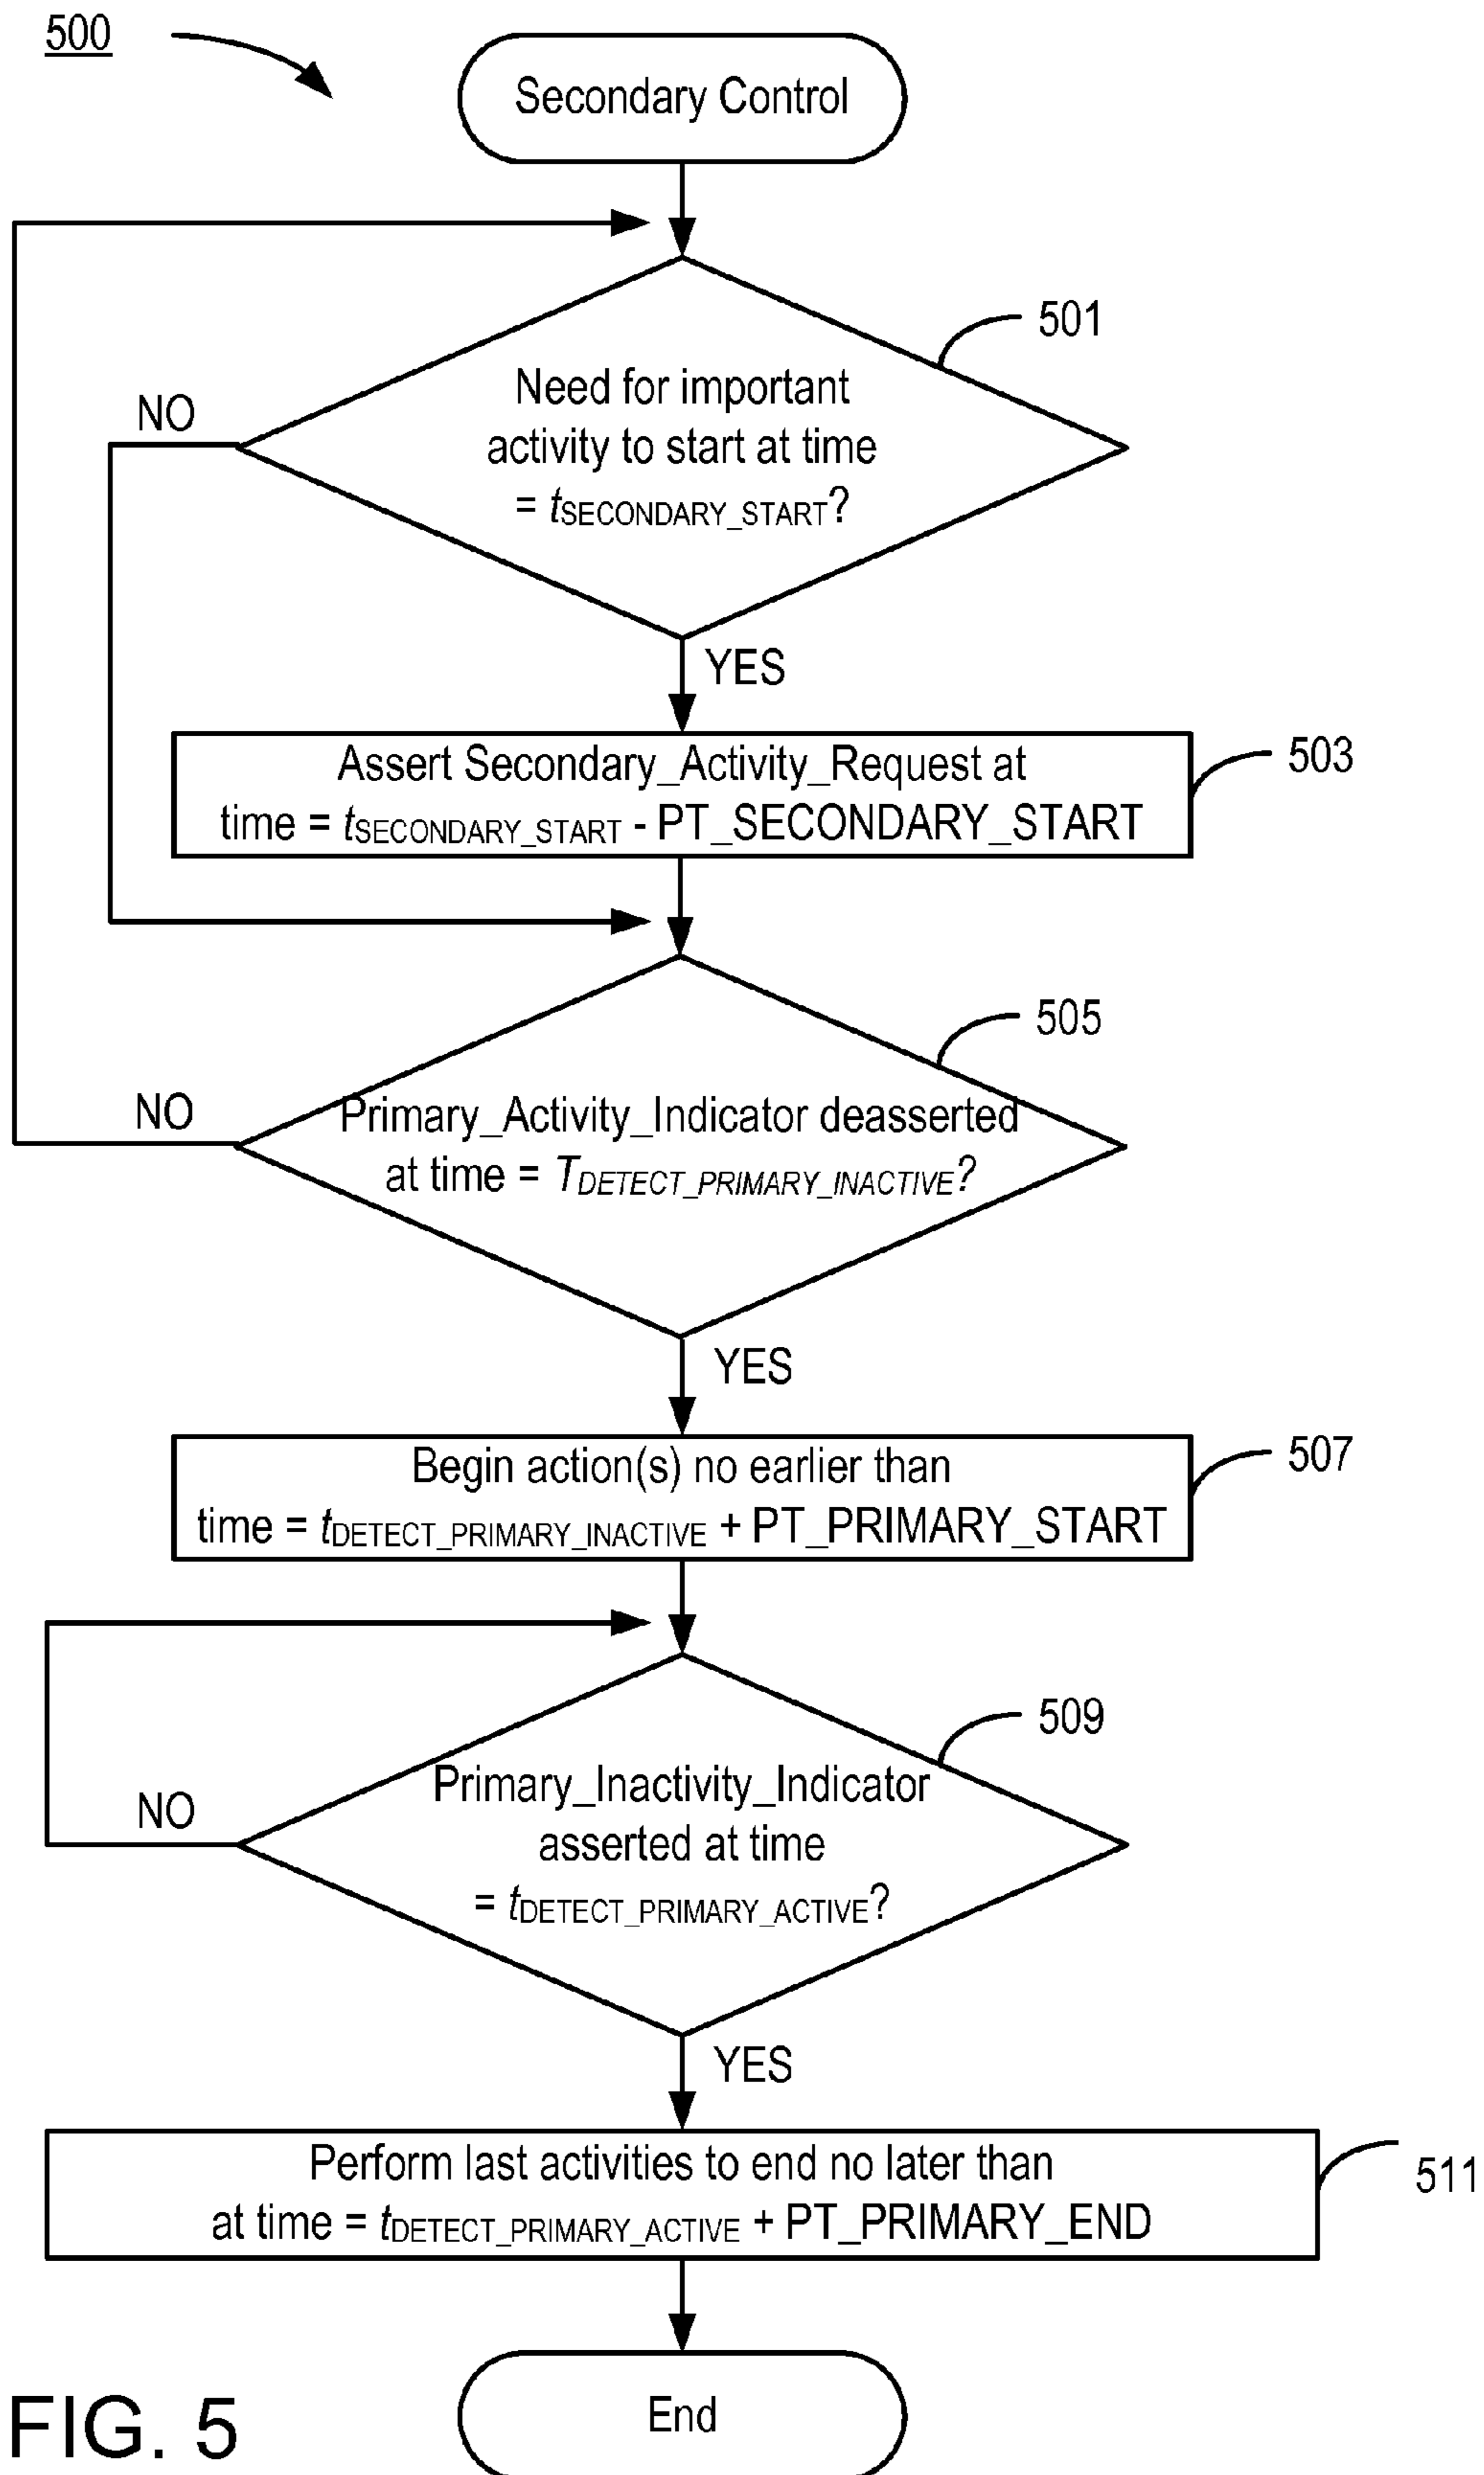 500
Secondary Control
501
Need for important
activity to start at time
= tSECONDARY_START?
NO
YES
Assert Secondary_Activity_Request at
time = tSECONDARY_START - PT_SECONDARY_START
503
505
Primary_Activity_Indicator deasserted
at time = TDETECT_PRIMARY_INACTIVE?
NO
YES
Begin action(s) no earlier than
time = tDETECT_PRIMARY_INACTIVE + PT_PRIMARY_START
507
509
Primary_Inactivity_Indicator
asserted at time
= tDETECT_PRIMARY_ACTIVE?
NO
YES
Perform last activities to end no later than
at time = tDETECT_PRIMARY_ACTIVE + PT_PRIMARY_END
511
End
FIG. 5